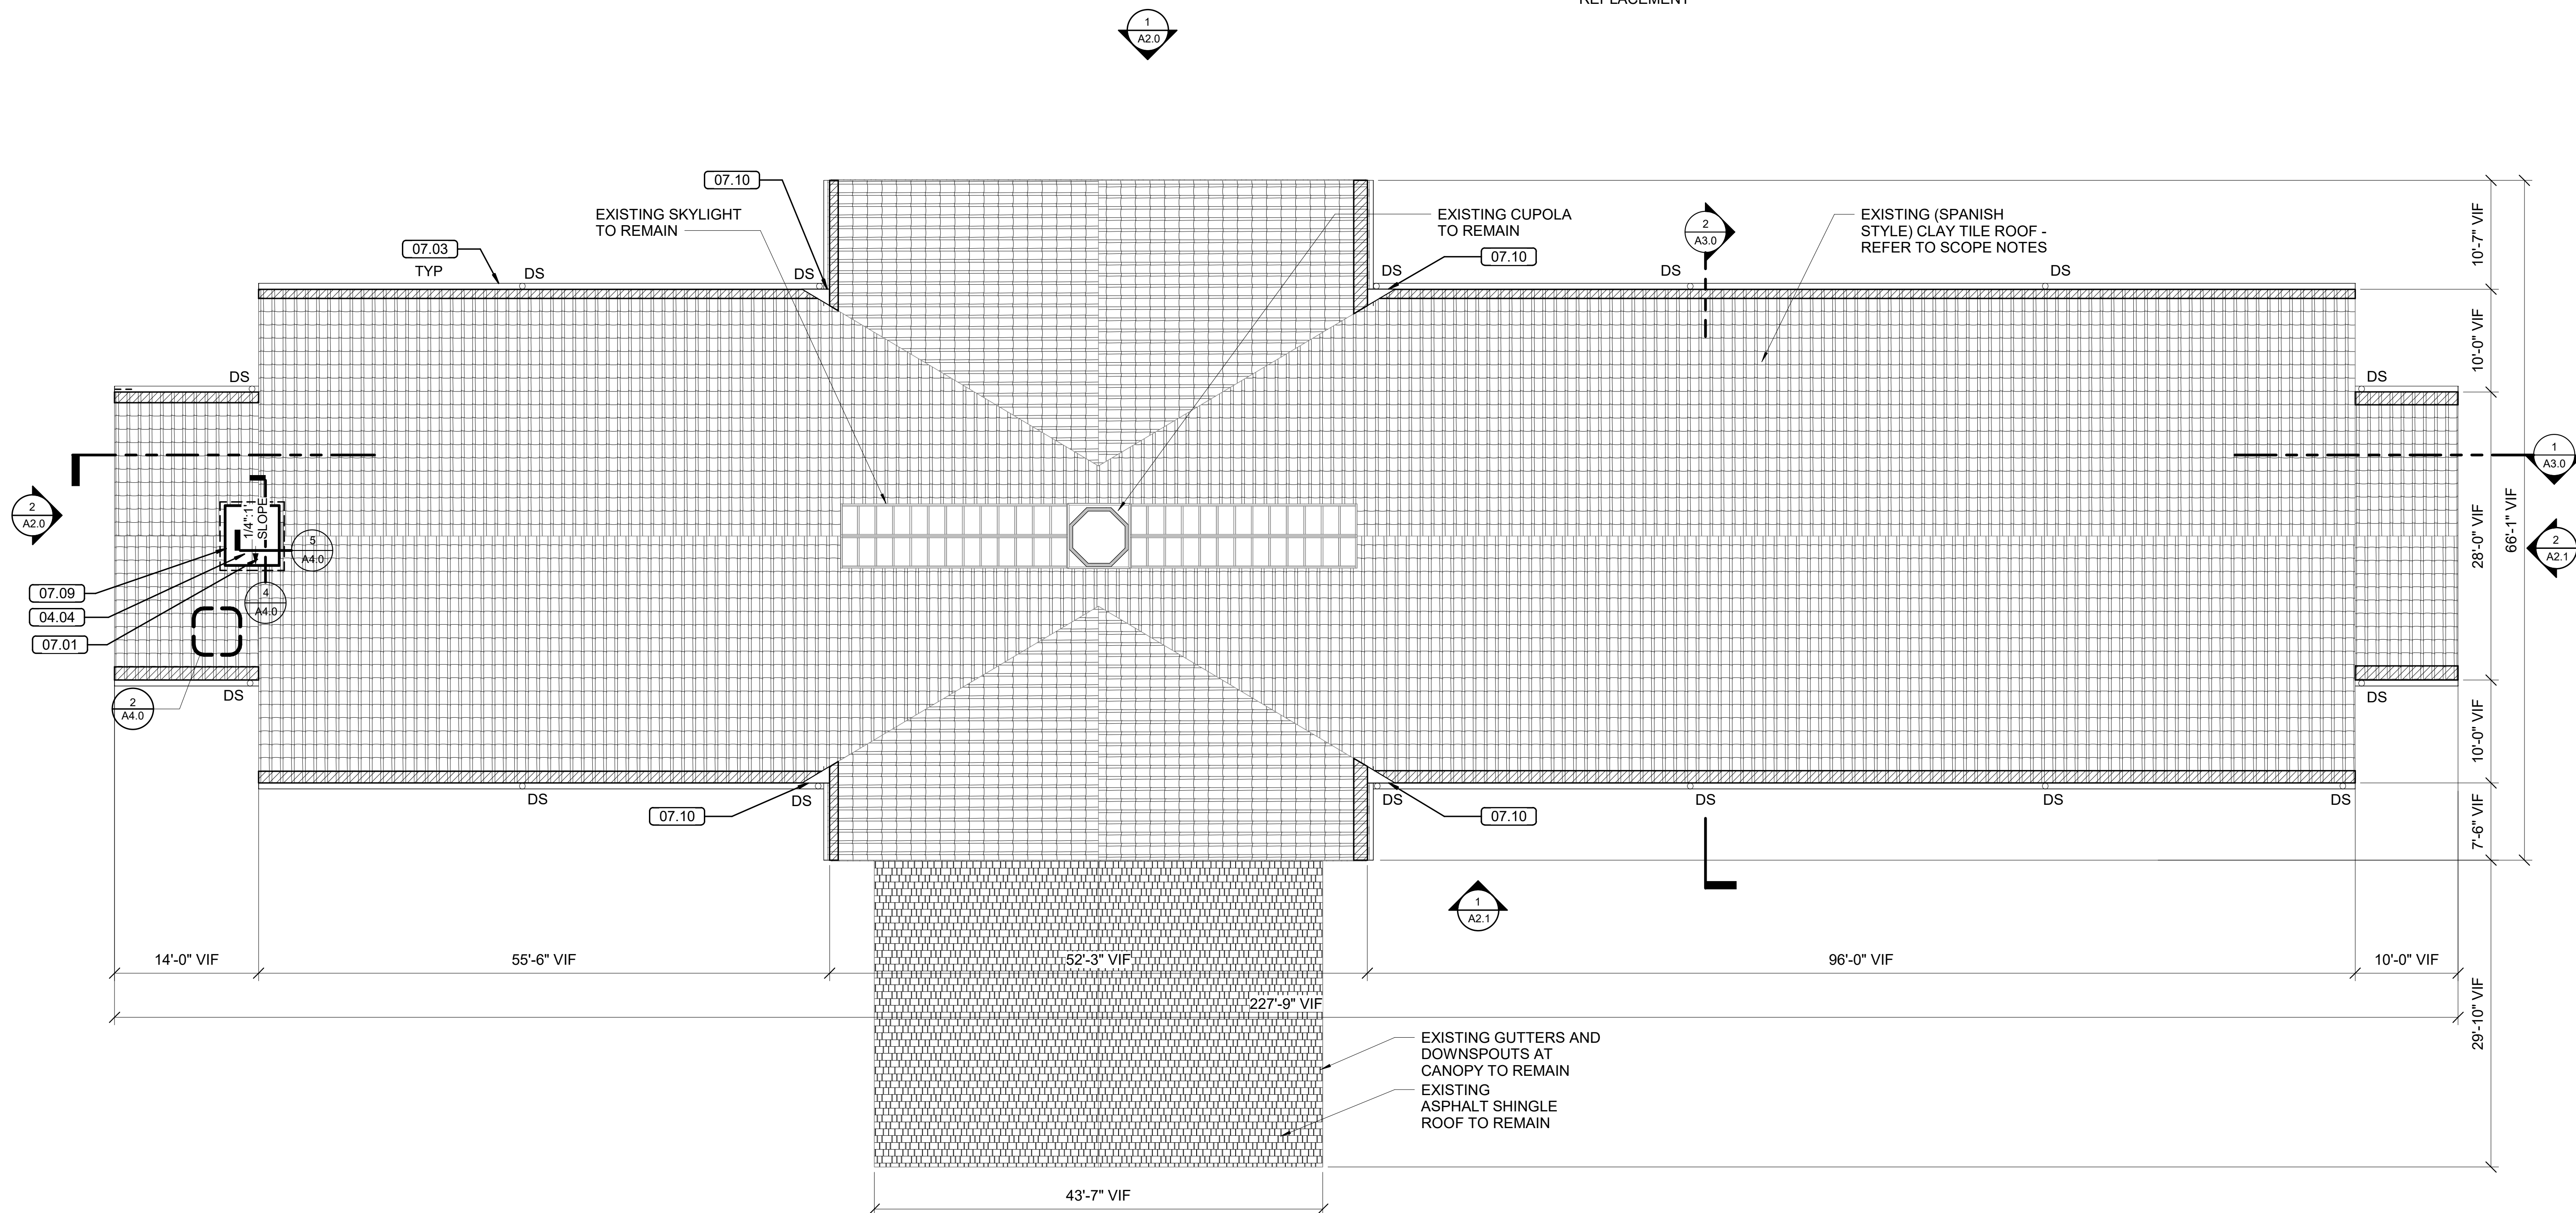 REPLACEMENT
1
A2.0
07.10
EXISTING SKYLIGHT
TO REMAIN
EXISTING CUPOLA
TO REMAIN
2
A3.0
EXISTING (SPANISH
STYLE) CLAY TILE ROOF -
REFER TO SCOPE NOTES
10'-7" VIF
07.03
TYP
DS
DS
DS
07.10
DS
DS
10'-0" VIF
DS
DS
1
A3.0
2
A2.0
1/4":1'
SLOPE
5
A4.0
28'-0" VIF
66'-1" VIF
2
A2.1
07.09
04.04
07.01
4
A4.0
DS
2
A4.0
DS
10'-0" VIF
DS
DS
DS
DS
DS
DS
07.10
07.10
7'-6" VIF
1
A2.1
14'-0" VIF
55'-6" VIF
52'-3" VIF
96'-0" VIF
10'-0" VIF
227'-9" VIF
29'-10" VIF
EXISTING GUTTERS AND
DOWNSPOUTS AT
CANOPY TO REMAIN
EXISTING
ASPHALT SHINGLE
ROOF TO REMAIN
43'-7" VIF